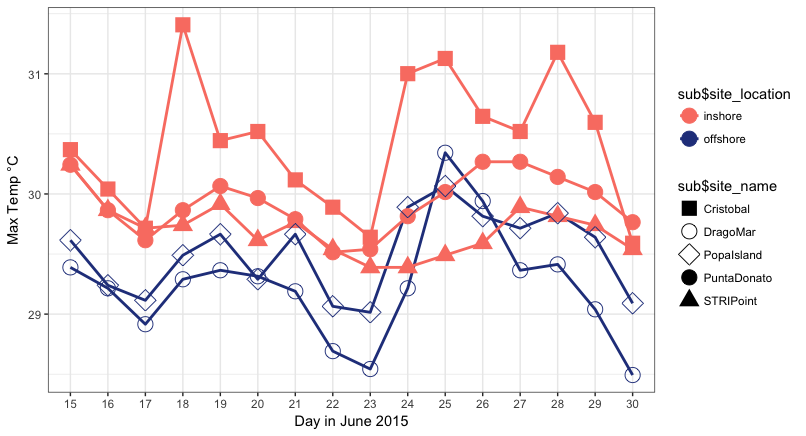 Max Temp °C
31
30
29
15 16 17 18 19 20 21 22 23 24 25 26 27 28 29 30
Day in June 2015
sub$site_location
inshore
offshore
sub$site_name
Cristobal
DragoMar
PopaIsland
PuntaDonato
STRIPoint